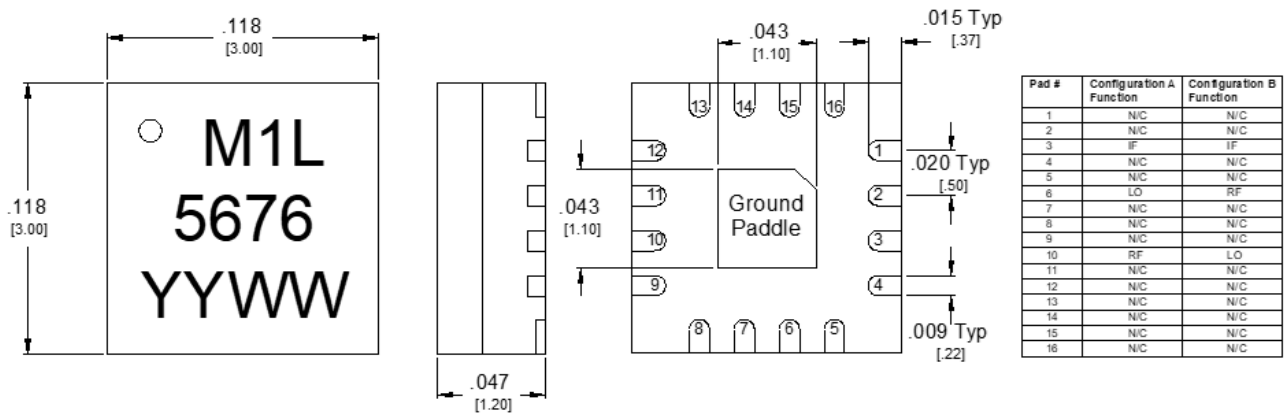 .118
[3.00]
.118
[3.00]
M1L
5676
YYWW
.047
[1.20]
.043
[1.10]
.015 Typ
[.37]
13 14 15 16
12 1
11 2
10 3
9 4
8 7 6 5
.043
[1.10]
Ground
Paddle
.020 Typ
[.50]
.009 Typ
[.22]
Pad # Configuration A Function Configuration B Function
1 N/C N/C
2 N/C N/C
3 IF IF
4 N/C N/C
5 N/C N/C
6 LO RF
7 N/C N/C
8 N/C N/C
9 N/C N/C
10 RF LO
11 N/C N/C
12 N/C N/C
13 N/C N/C
14 N/C N/C
15 N/C N/C
16 N/C N/C